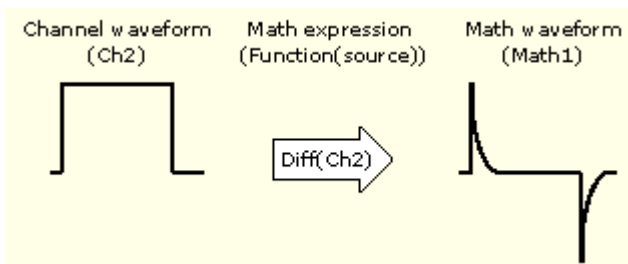 Channel waveform
(Ch2)
Math expression
(Function(source))
Math waveform
(Math1)
Diff(Ch2)